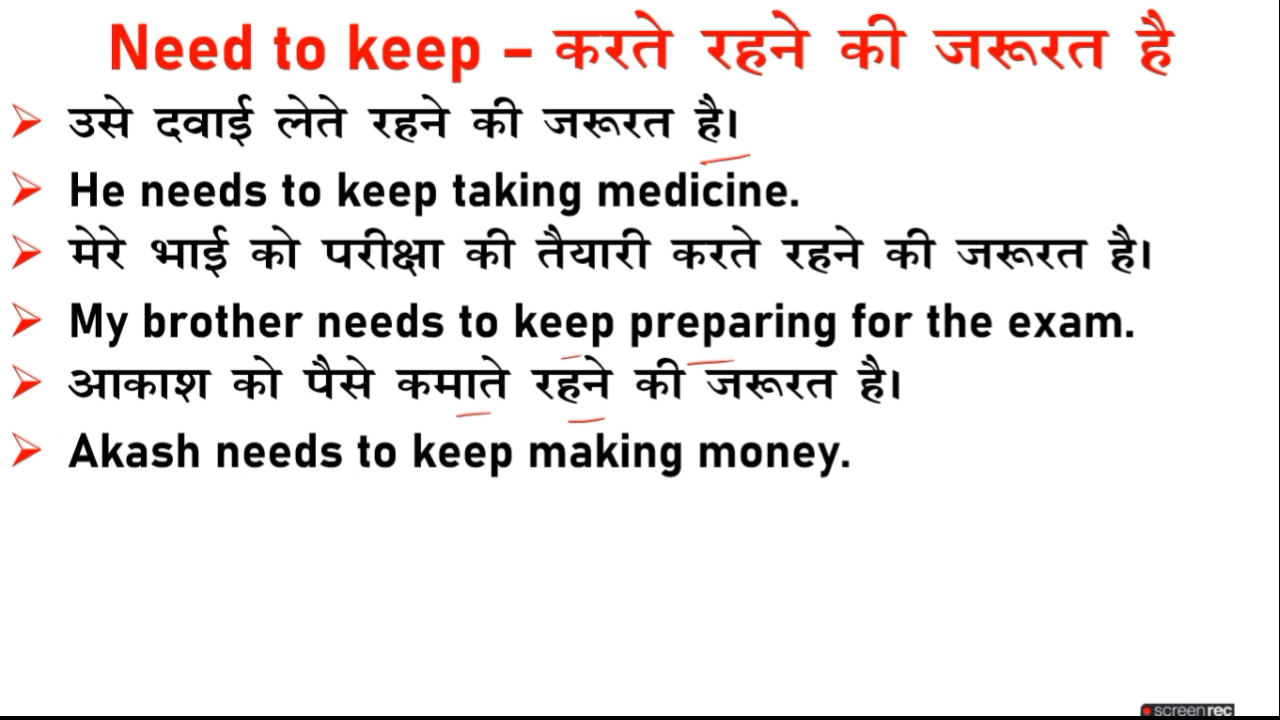 Need to keep – करते रहने की जरूरत है
➢ उसे दवाई लेते रहने की जरूरत है।
➢ He needs to keep taking medicine.
➢ मेरे भाई को परीक्षा की तैयारी करते रहने की जरूरत है।
➢ My brother needs to keep preparing for the exam.
➢ आकाश को पैसे कमाते रहने की जरूरत है।
➢ Akash needs to keep making money.
screenrec